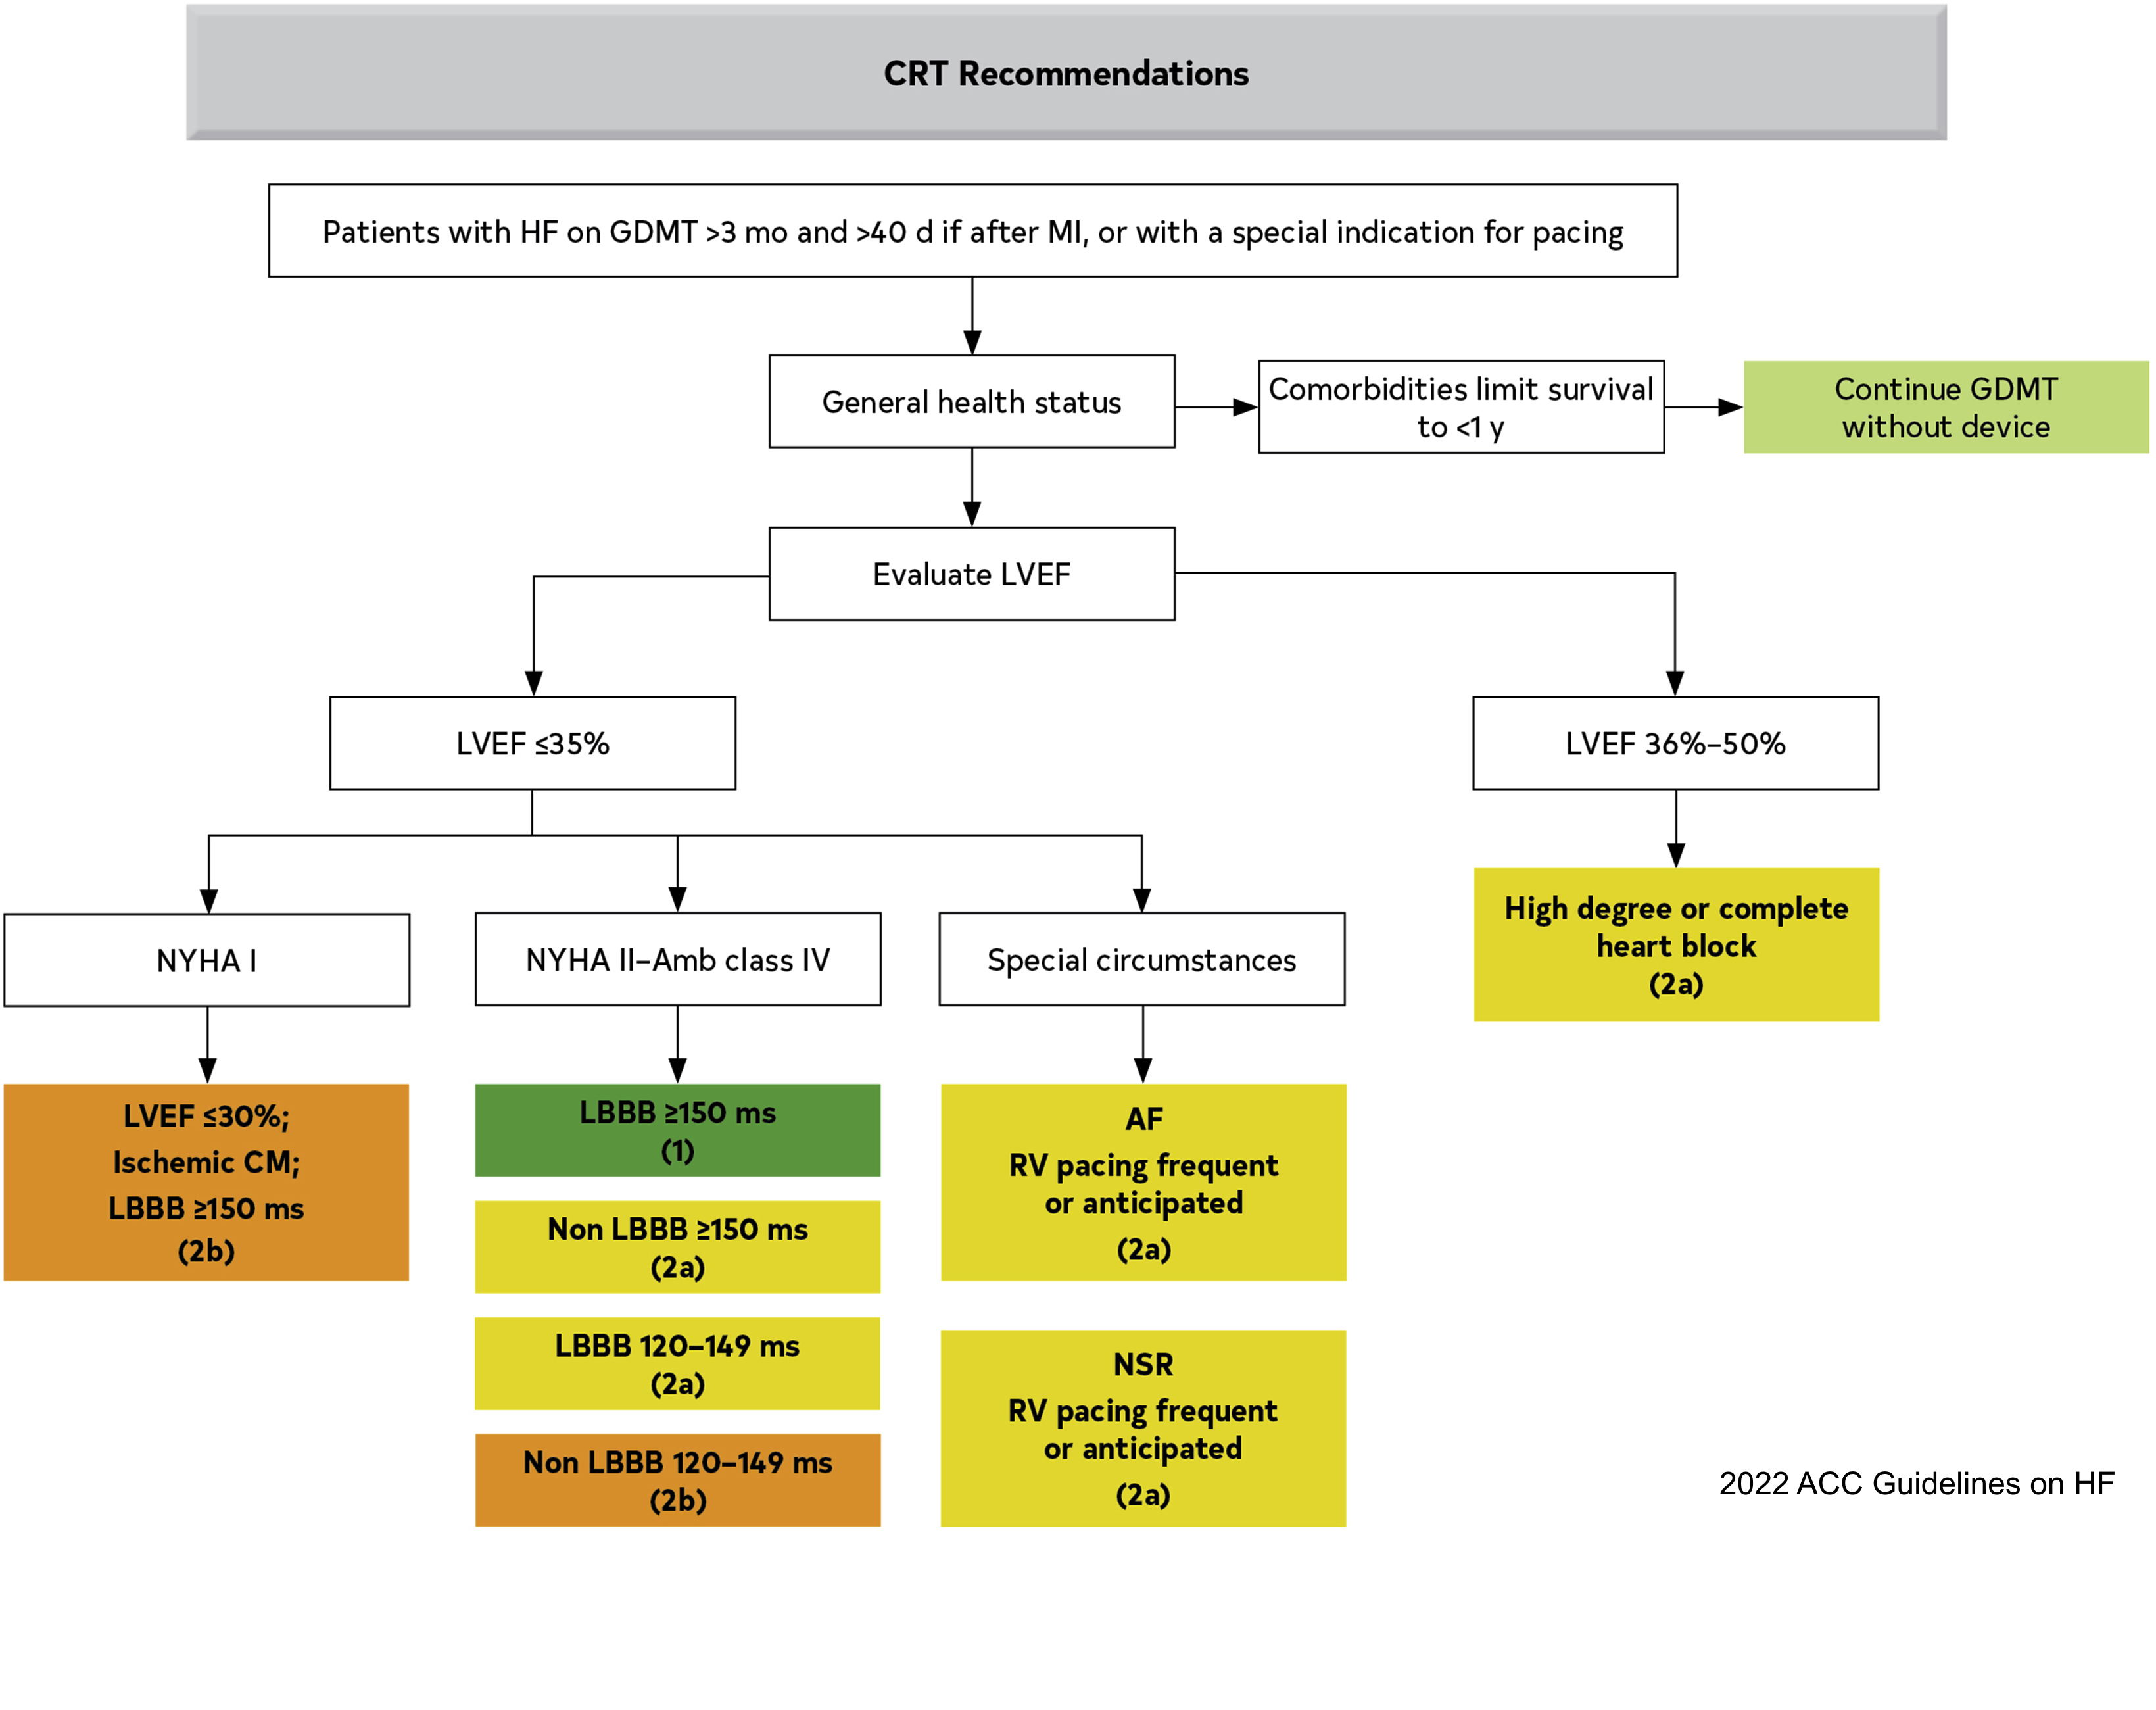 CRT Recommendations
Patients with HF on GDMT >3 mo and >40 d if after MI, or with a special indication for pacing
General health status
Comorbidities limit survival
to <1 y
Continue GDMT
without device
Evaluate LVEF
LVEF ≤35%
LVEF 36%–50%
NYHA I
NYHA II–Amb class IV
Special circumstances
High degree or complete
heart block
(2a)
LVEF ≤30%;
Ischemic CM;
LBBB ≥150 ms
(2b)
LBBB ≥150 ms
(1)
Non LBBB ≥150 ms
(2a)
LBBB 120–149 ms
(2a)
Non LBBB 120–149 ms
(2b)
AF
RV pacing frequent
or anticipated
(2a)
NSR
RV pacing frequent
or anticipated
(2a)
2022 ACC Guidelines on HF